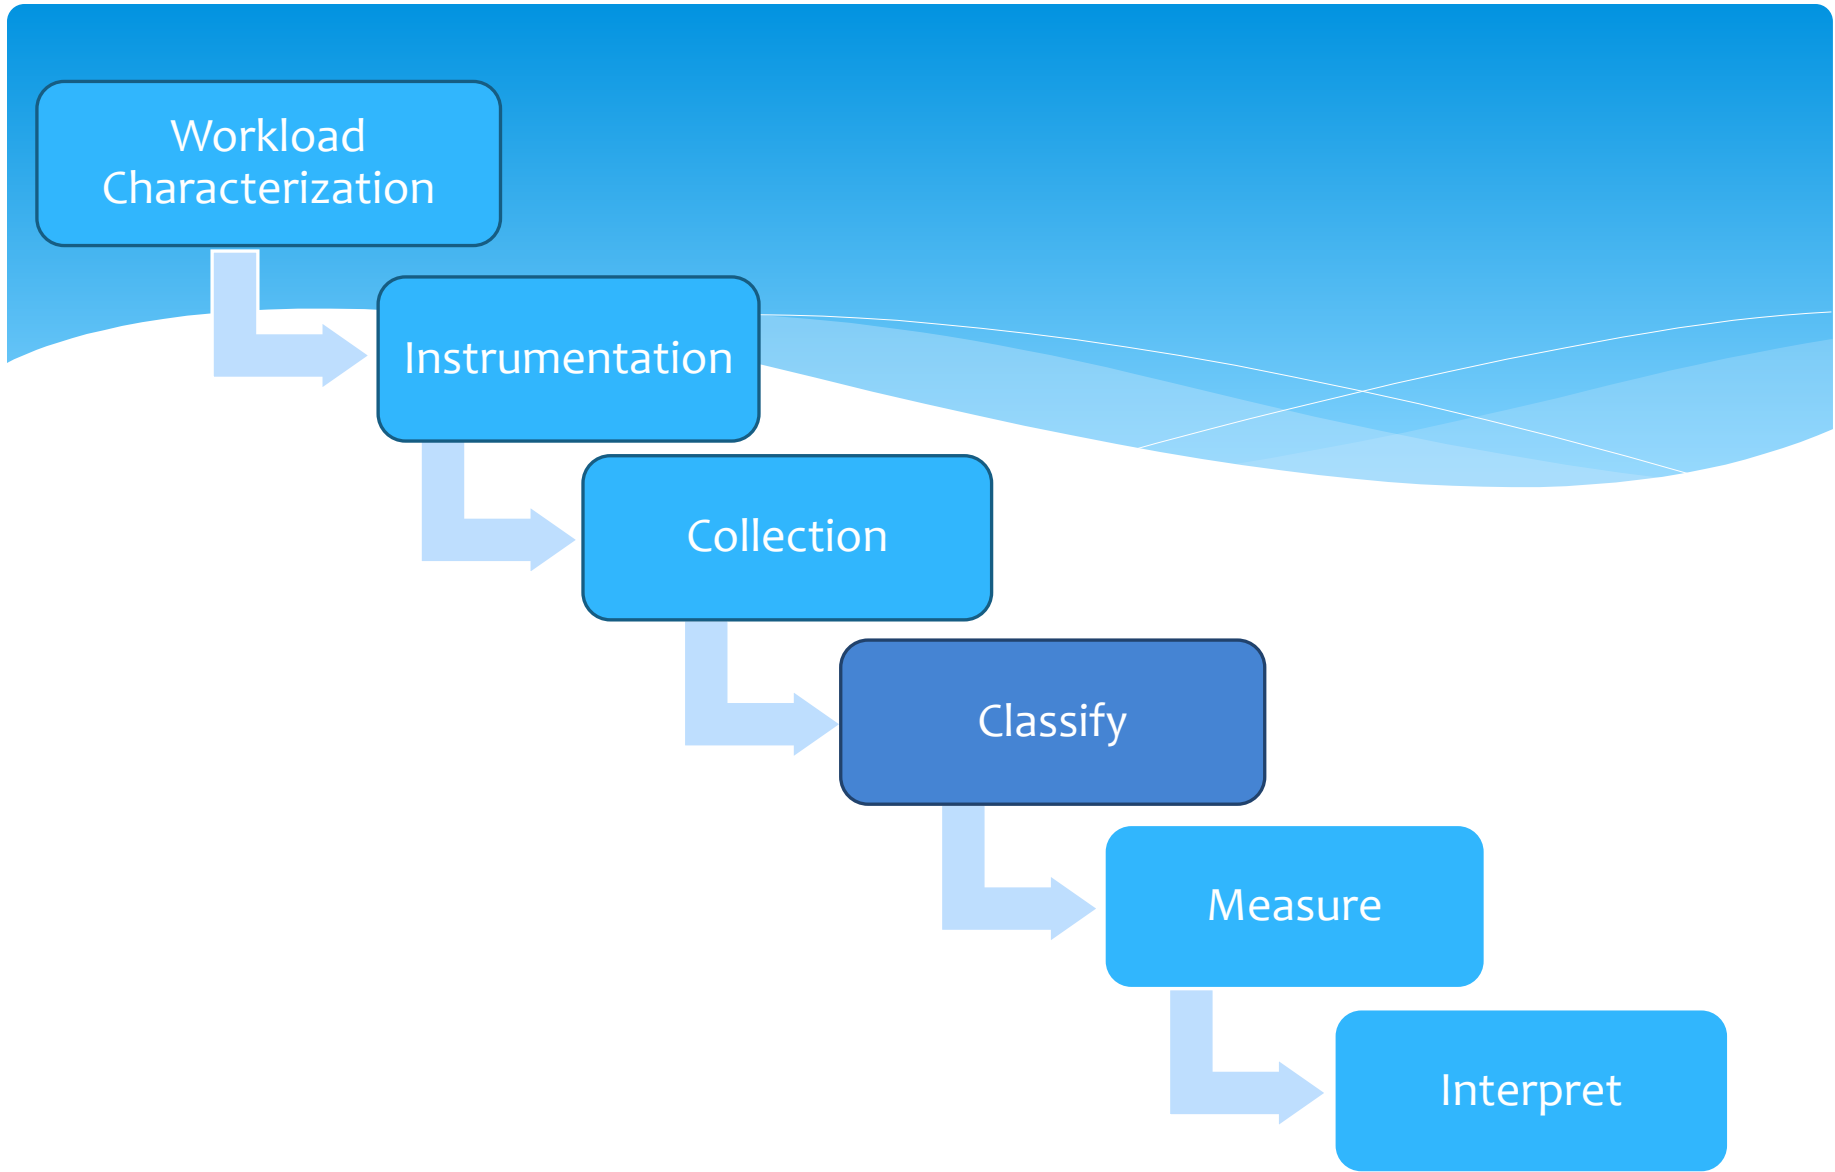 Workload
Characterization
Instrumentation
Collection
Classify
Measure
Interpret